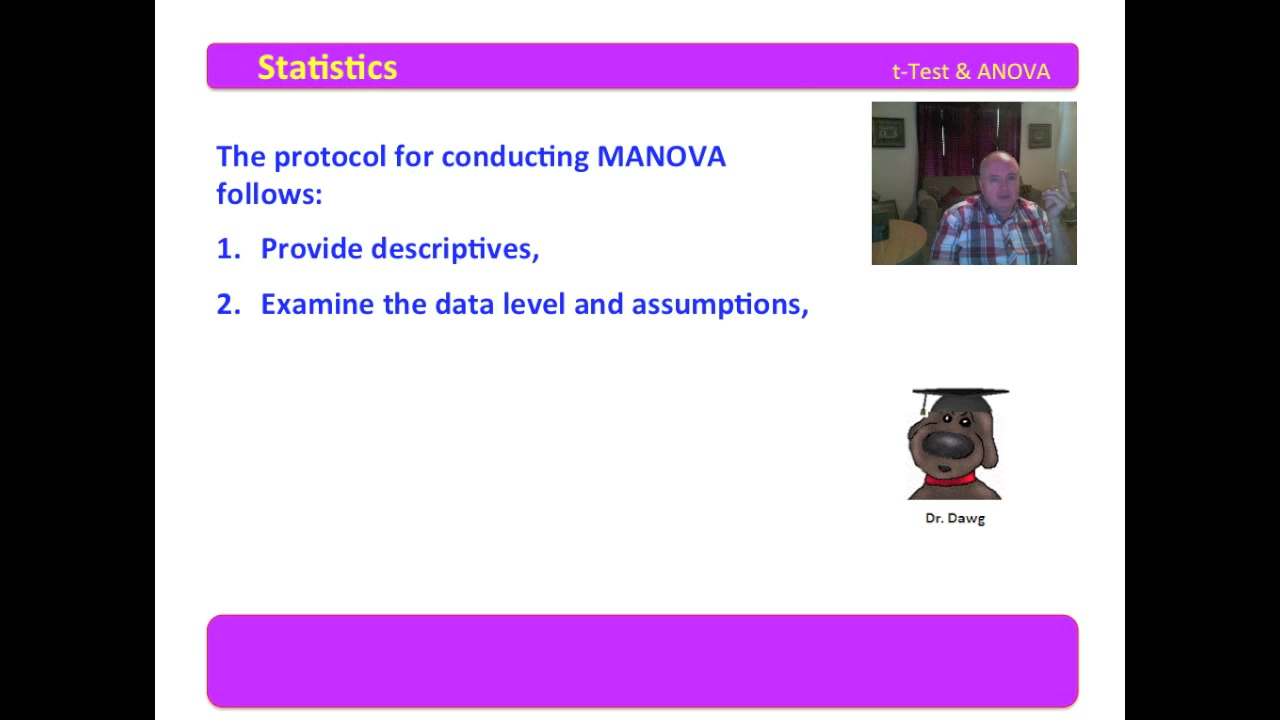 Statistics
t-Test & ANOVA
The protocol for conducting MANOVA
follows:
1. Provide descriptives,
2. Examine the data level and assumptions,
Dr. Dawg